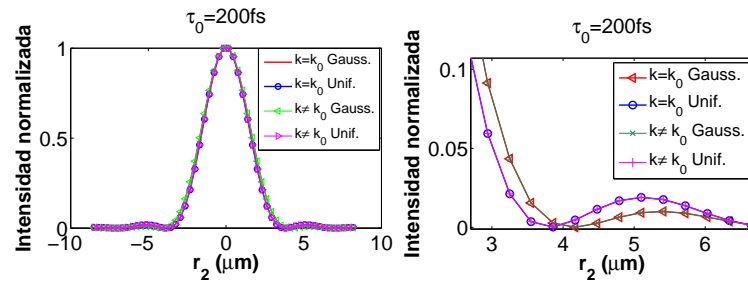 τ₀=200fs
Intensidad normalizada
1
0.5
0
−10
−5
0
5
10
r₂ (μm)
k=k₀ Gauss.
k=k₀ Unif.
k≠ k₀ Gauss.
k≠ k₀ Unif.
τ₀=200fs
Intensidad normalizada
0.1
0.05
0
3
4
5
6
r₂ (μm)
k=k₀ Gauss.
k=k₀ Unif.
k≠ k₀ Gauss.
k≠ k₀ Unif.